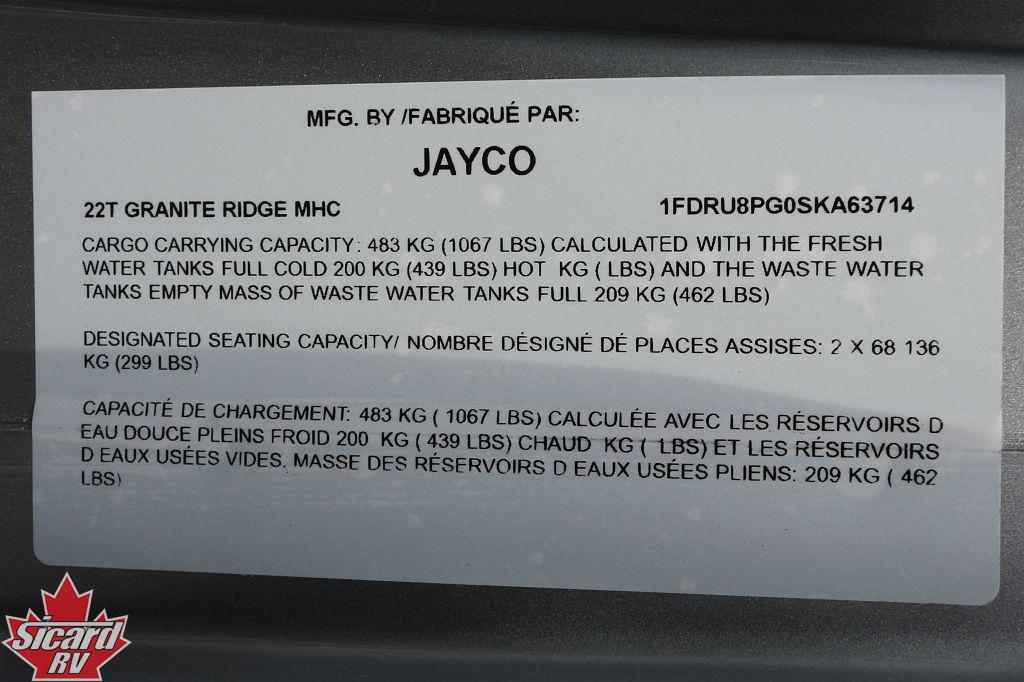 MFG. BY /FABRIQUÉ PAR:
JAYCO
22T GRANITE RIDGE MHC 1FDRU8PG0SKA63714
CARGO CARRYING CAPACITY: 483 KG (1067 LBS) CALCULATED WITH THE FRESH
WATER TANKS FULL COLD 200 KG (439 LBS) HOT KG ( LBS) AND THE WASTE WATER
TANKS EMPTY MASS OF WASTE WATER TANKS FULL 209 KG (462 LBS)
DESIGNATED SEATING CAPACITY/ NOMBRE DÉSIGNÉ DÉ PLACES ASSISES: 2 X 68 136
KG (299 LBS)
CAPACITÉ DE CHARGEMENT: 483 KG ( 1067 LBS) CALCULÉE AVEC LES RÉSERVOIRS D
EAU DOUCE PLEINS FROID 200 KG ( 439 LBS) CHAUD KG ( LBS) ET LES RÉSERVOIRS
D EAUX USÉES VIDES. MASSE DES RÉSERVOIRS D EAUX USÉES PLIENS: 209 KG ( 462
LBS)
Sicard
RV